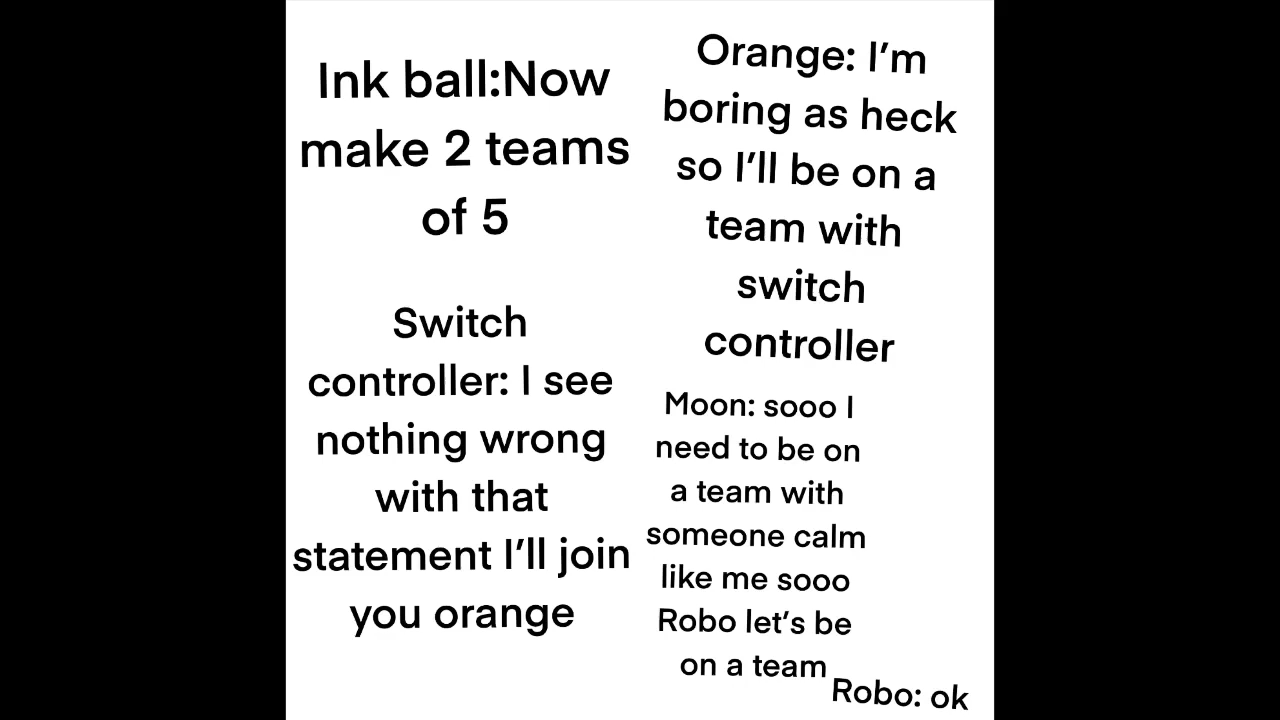 Ink ball:Now
make 2 teams
of 5
Orange: I’m
boring as heck
so I’ll be on a
team with
switch
controller
Switch
controller: I see
nothing wrong
with that
statement I’ll join
you orange
Moon: sooo I
need to be on
a team with
someone calm
like me sooo
Robo let’s be
on a team
Robo: ok